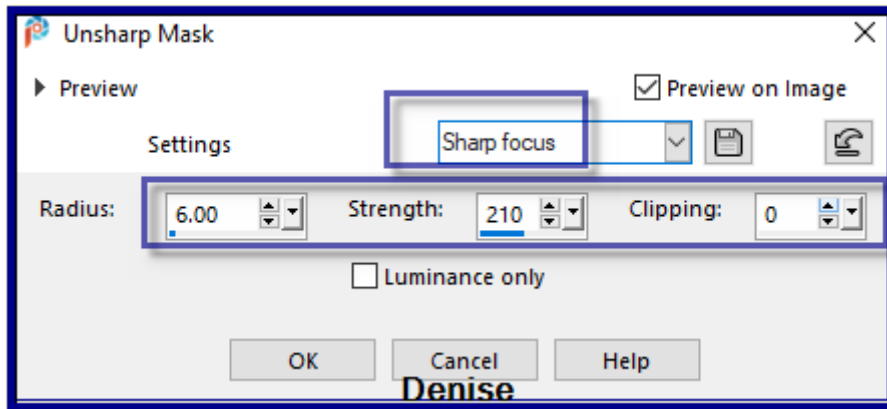 Unsharp Mask
Preview
Preview on Image
Settings
Sharp focus
Radius: 6.00 Strength: 210 Clipping: 0
Luminance only
OK Cancel Help
Denise